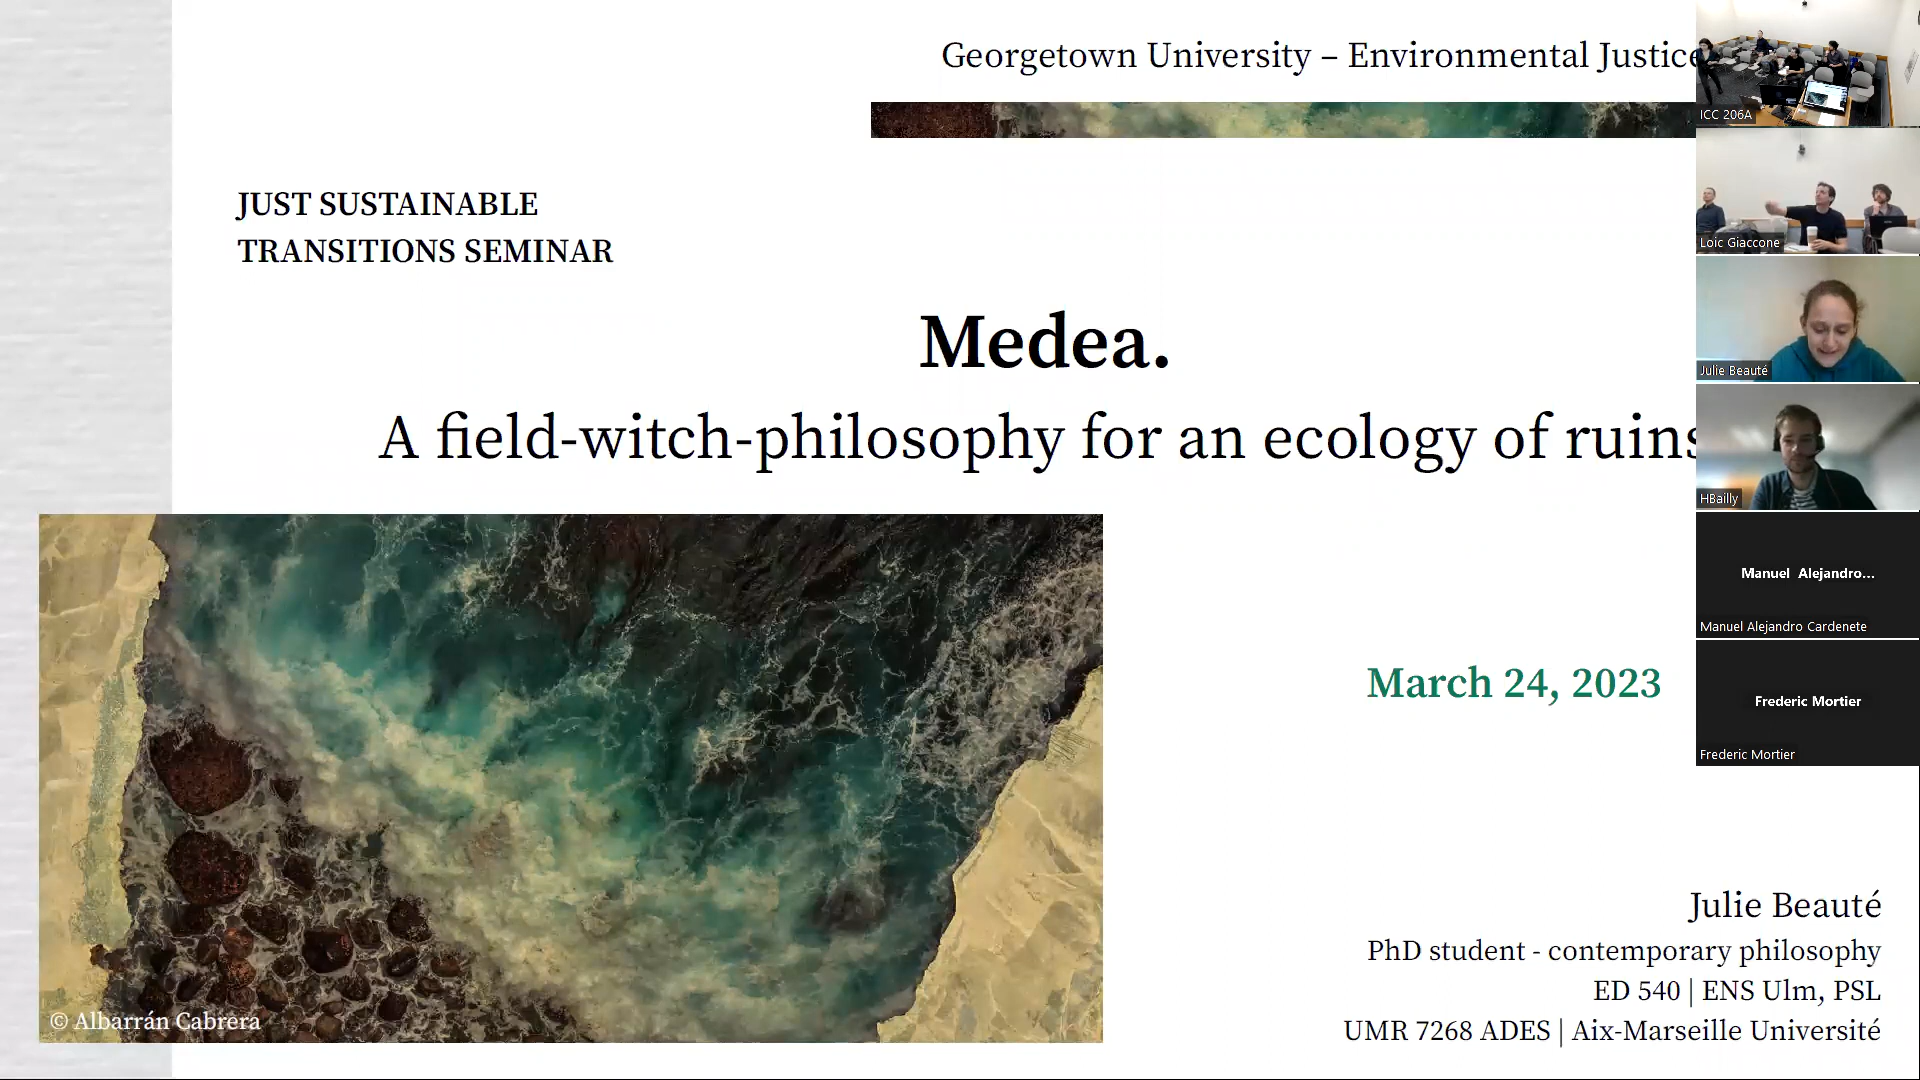 Georgetown University – Environmental Justice
JUST SUSTAINABLE
TRANSITIONS SEMINAR
Medea.
A field-witch-philosophy for an ecology of ruins
March 24, 2023
Julie Beauté
PhD student - contemporary philosophy
ED 540 | ENS Ulm, PSL
UMR 7268 ADES | Aix-Marseille Université
© Albarrán Cabrera
ICC 206A
Loic Giaccone
Julie Beauté
HBailly
Manuel Alejandro...
Manuel Alejandro Cardenete
Frederic Mortier
Frederic Mortier